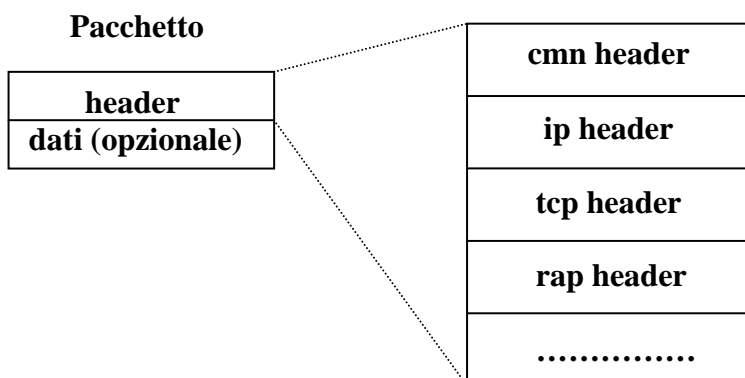 Pacchetto
header
dati (opzionale)
cmn header
ip header
tcp header
rap header
...............